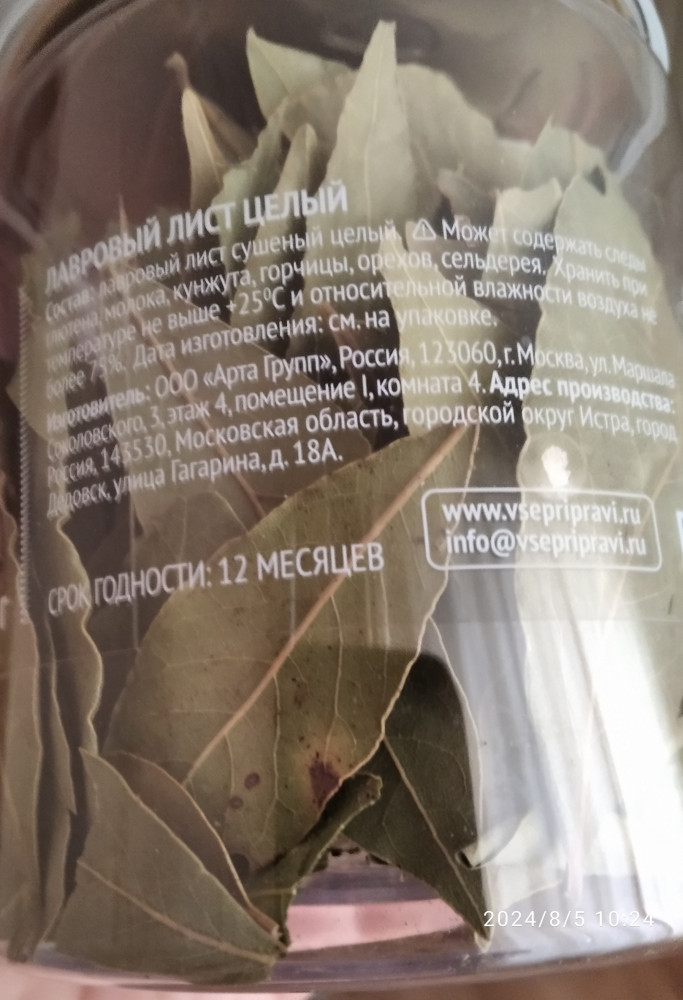 ЛАВРОВЫЙ ЛИСТ ЦЕЛЫЙ
Состав: лавровый лист сушеный целый. ⚠ Может содержать следы
глютена, молока, кунжута, горчицы, орехов, сельдерея. Хранить при
температуре не выше +25°С и относительной влажности воздуха не
более 75%. Дата изготовления: см. на упаковке.
Изготовитель: ООО «Арта Групп», Россия, 123060, г. Москва, ул. Маршала
Соколовского, 3, этаж 4, помещение I, комната 4. Адрес производства:
Россия, 143530, Московская область, городской округ Истра, город
Дедовск, улица Гагарина, д. 18А.
www.vsepripravi.ru
info@vsepripravi.ru
СРОК ГОДНОСТИ: 12 МЕСЯЦЕВ
2024/8/5 10:24